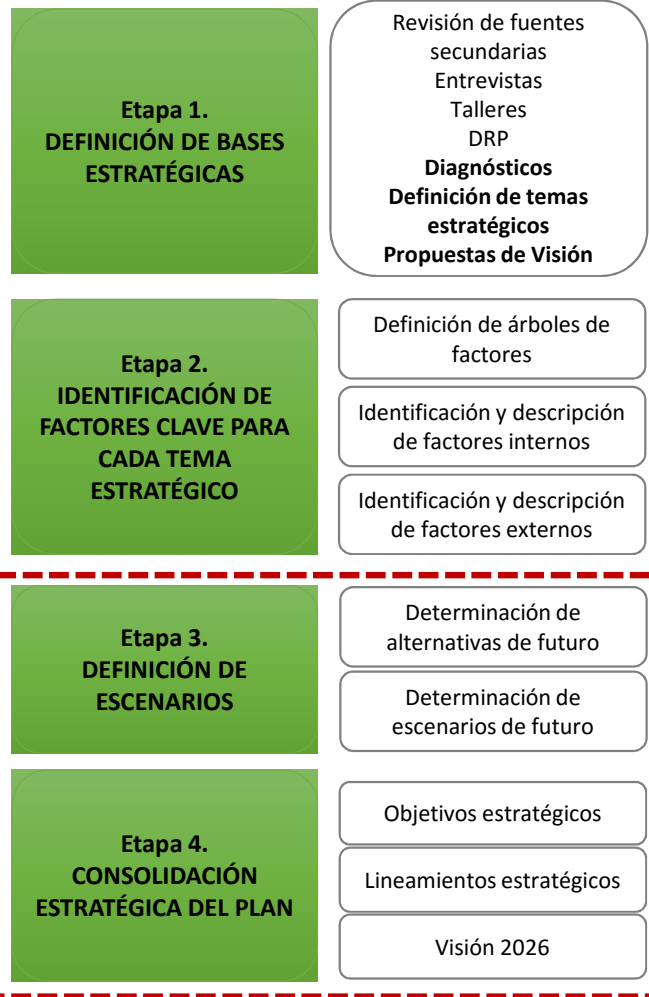 Etapa 1.
DEFINICIÓN DE BASES
ESTRATÉGICAS
Revisión de fuentes
secundarias
Entrevistas
Talleres
DRP
Diagnósticos
Definición de temas
estratégicos
Propuestas de Visión
Etapa 2.
IDENTIFICACIÓN DE
FACTORES CLAVE PARA
CADA TEMA
ESTRATÉGICO
Definición de árboles de
factores
Identificación y descripción
de factores internos
Identificación y descripción
de factores externos
Etapa 3.
DEFINICIÓN DE
ESCENARIOS
Determinación de
alternativas de futuro
Determinación de
escenarios de futuro
Etapa 4.
CONSOLIDACIÓN
ESTRATÉGICA DEL PLAN
Objetivos estratégicos
Lineamientos estratégicos
Visión 2026